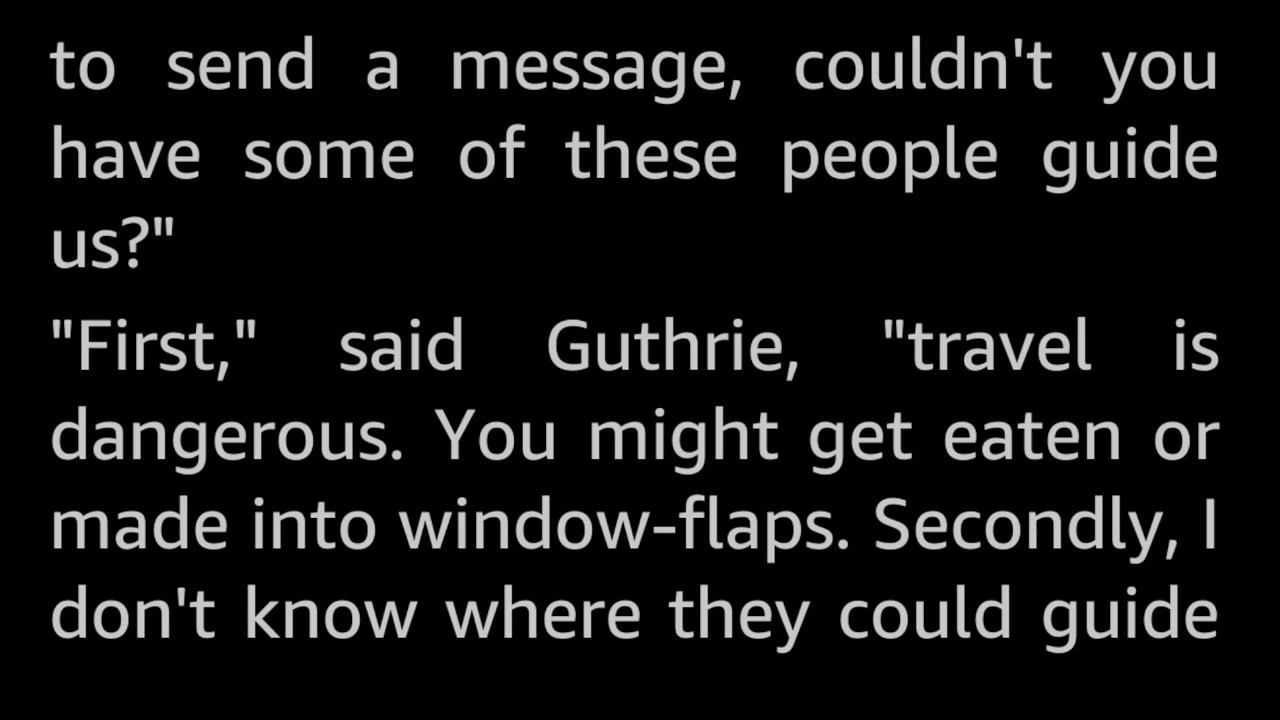 to send a message, couldn't you
have some of these people guide
us?"
"First," said Guthrie, "travel is
dangerous. You might get eaten or
made into window-flaps. Secondly, I
don't know where they could guide